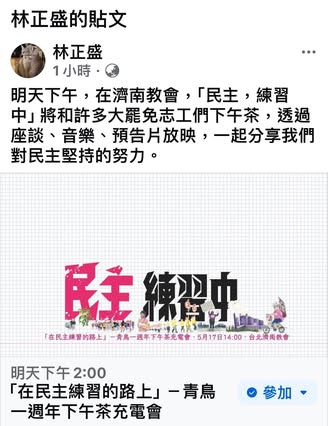 林正盛的貼文
林正盛
1小時 ·
明天下午，在濟南教會，「民主，練習
中」將和許多大罷免志工們下午茶，透過
座談、音樂、預告片放映，一起分享我們
對民主堅持的努力。
民主 練習中
「在民主練習的路上」－青鳥一週年下午茶充電會 · 5月17日14:00 · 台北濟南教會
明天下午2:00
「在民主練習的路上」－青鳥
一週年下午茶充電會
參加